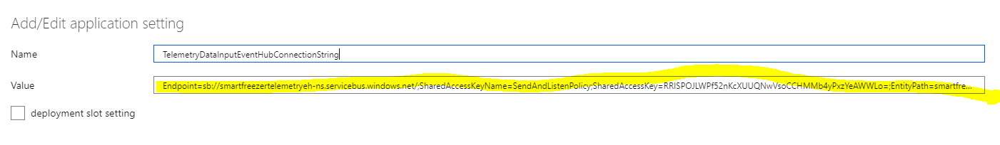 Add/Edit application setting
Name
TelemetryDataInputEventHubConnectionString
Value
Endpoint=sb://smartfreezertelemetryeh-ns.servicebus.windows.net/;SharedAccessKeyName=SendAndListenPolicy;SharedAccessKey=RRISPOJLWPf52nKcXUUQNwVsoCCHMMb4yPxzYeAWWLo=;EntityPath=smartfre...
deployment slot setting